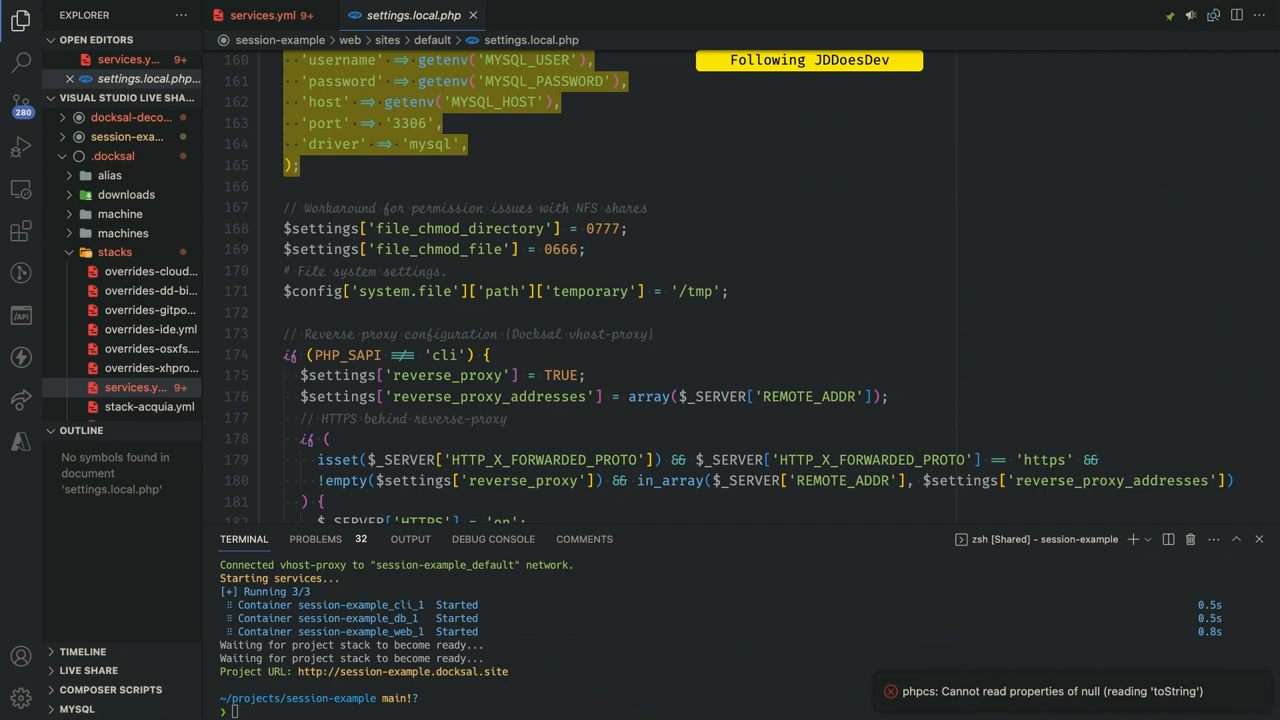 EXPLORER
···
services.yml 9+
settings.local.php
session-example > web > sites > default > settings.local.php
Following JDDoesDev
OPEN EDITORS
services.y... 9+
settings.local.php...
VISUAL STUDIO LIVE SHA...
docksal-deco...
session-exa...
.docksal
alias
downloads
machine
machines
stacks
overrides-cloud...
overrides-dd-bi...
overrides-gitpo...
overrides-ide.yml
overrides-osxfs....
overrides-xhpro...
services.y... 9+
stack-acquia.yml
OUTLINE
No symbols found in
document
'settings.local.php'
TIMELINE
LIVE SHARE
COMPOSER SCRIPTS
MYSQL
280
/API
160 'username' => getenv('MYSQL_USER'),
161 'password' => getenv('MYSQL_PASSWORD'),
162 'host' => getenv('MYSQL_HOST'),
163 'port' => '3306',
164 'driver' => 'mysql',
165 );
166
167 // Workaround for permission issues with NFS shares
168 $settings['file_chmod_directory'] = 0777;
169 $settings['file_chmod_file'] = 0666;
170 # File system settings.
171 $config['system.file']['path']['temporary'] = '/tmp';
172
173 // Reverse proxy configuration (Docksal vhost-proxy)
174 if (PHP_SAPI !== 'cli') {
175 $settings['reverse_proxy'] = TRUE;
176 $settings['reverse_proxy_addresses'] = array($_SERVER['REMOTE_ADDR']);
177 // HTTPS behind reverse-proxy
178 if (
179 isset($_SERVER['HTTP_X_FORWARDED_PROTO']) && $_SERVER['HTTP_X_FORWARDED_PROTO'] == 'https' &&
180 !empty($settings['reverse_proxy']) && in_array($_SERVER['REMOTE_ADDR'], $settings['reverse_proxy_addresses'])
181 ) {
182 $_SERVER['HTTPS'] = 'on';
TERMINAL PROBLEMS 32 OUTPUT DEBUG CONSOLE COMMENTS
zsh [Shared] - session-example
Connected vhost-proxy to "session-example_default" network.
Starting services...
[+] Running 3/3
⠿ Container session-example_cli_1 Started 0.5s
⠿ Container session-example_db_1 Started 0.5s
⠿ Container session-example_web_1 Started 0.8s
Waiting for project stack to become ready...
Waiting for project stack to become ready...
Project URL: http://session-example.docksal.site
~/projects/session-example main!?
❯
phpcs: Cannot read properties of null (reading 'toString')